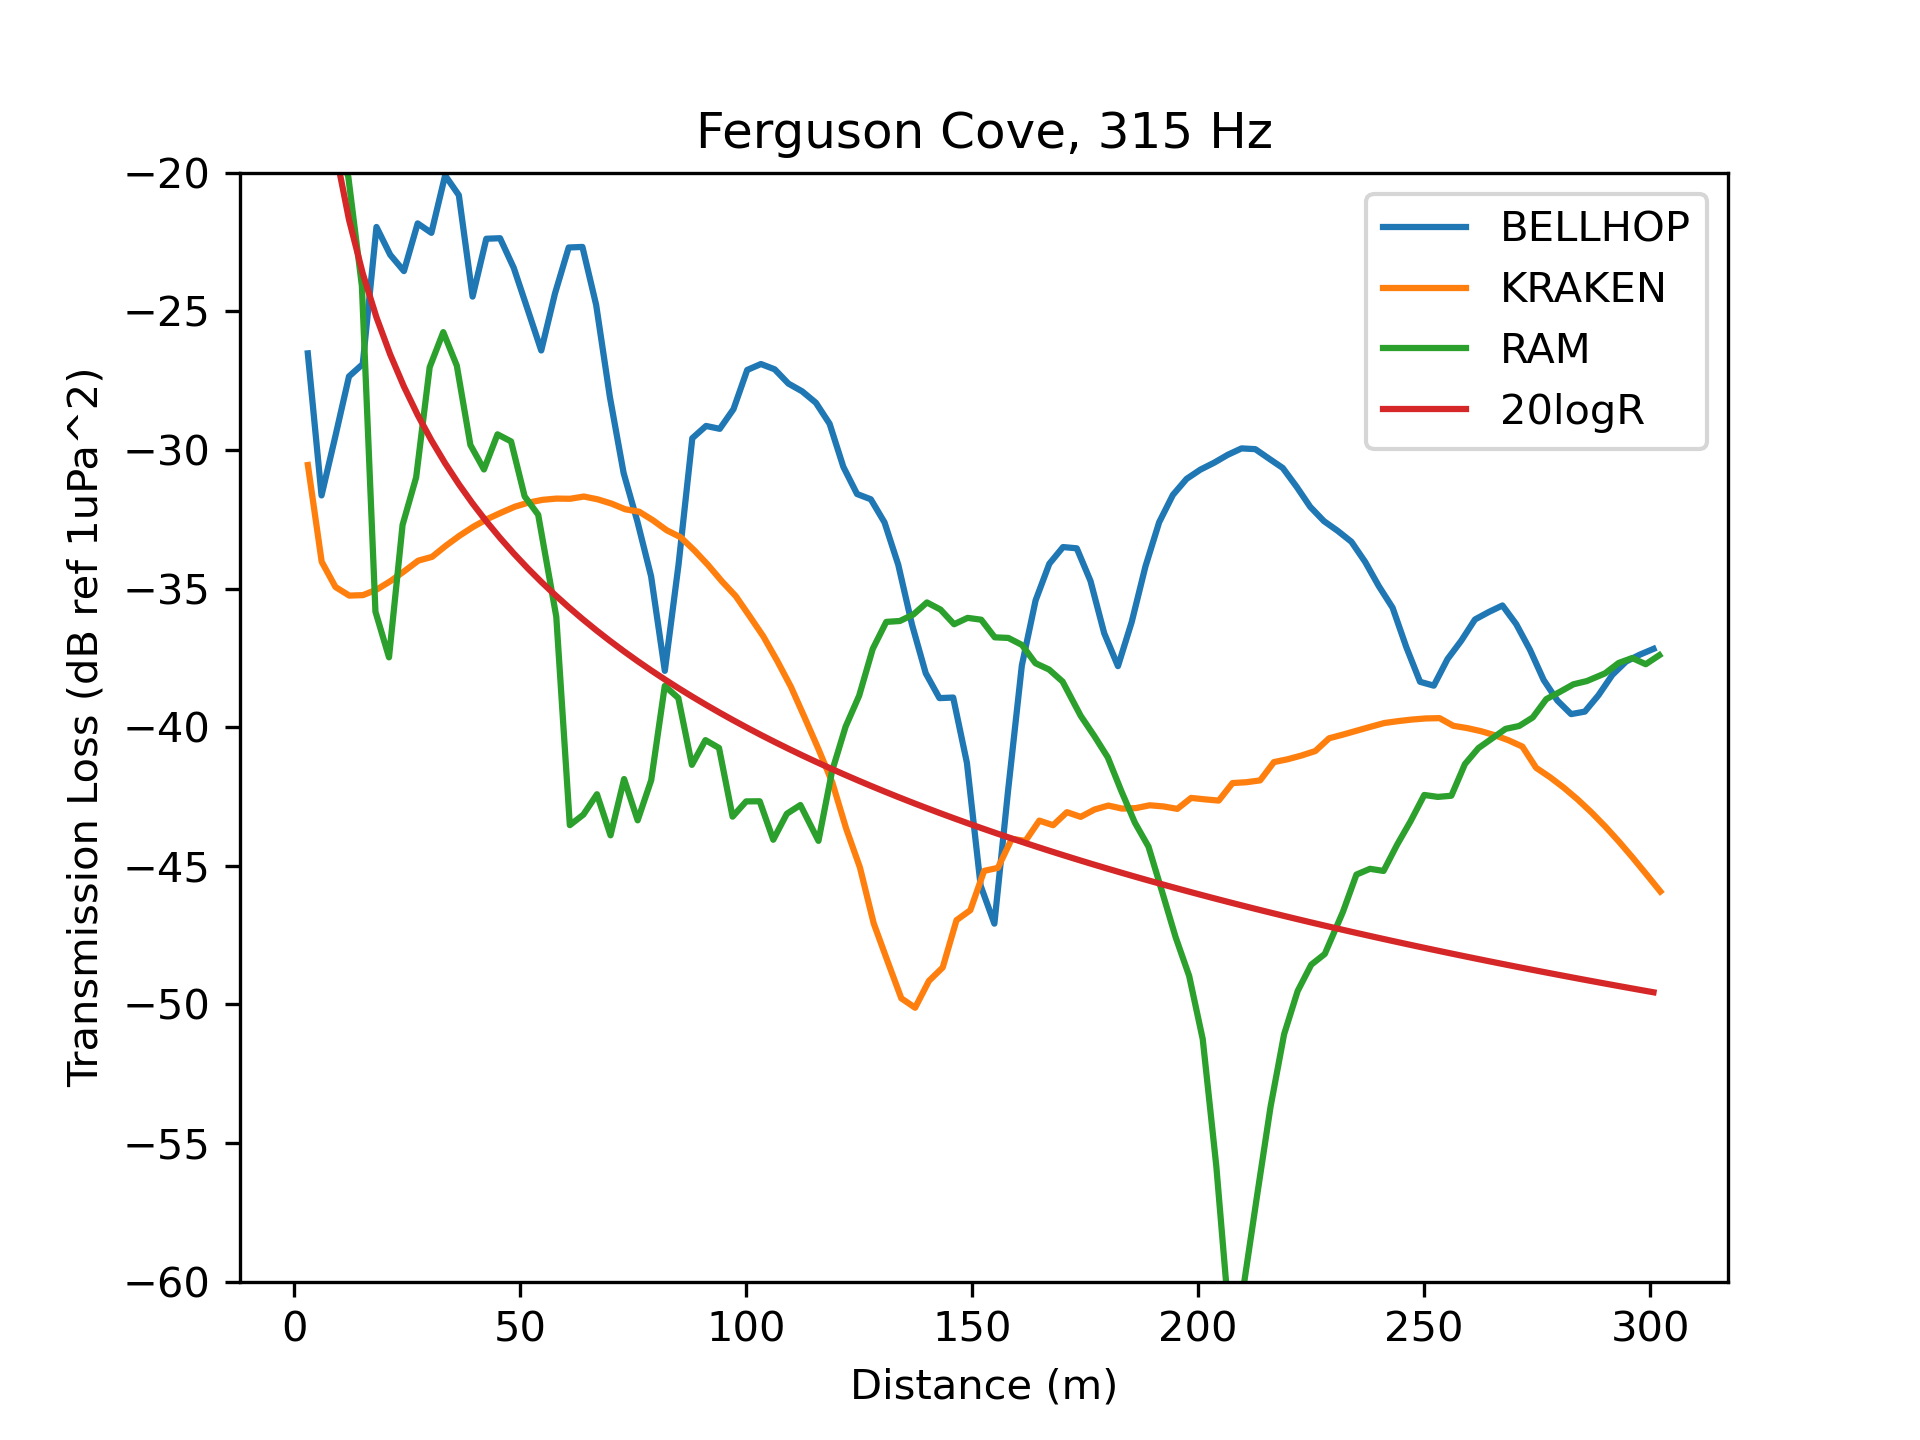 Ferguson Cove, 315 Hz
Transmission Loss (dB ref 1uPa^2)
−20
−25
−30
−35
−40
−45
−50
−55
−60
BELLHOP
KRAKEN
RAM
20logR
0 50 100 150 200 250 300
Distance (m)